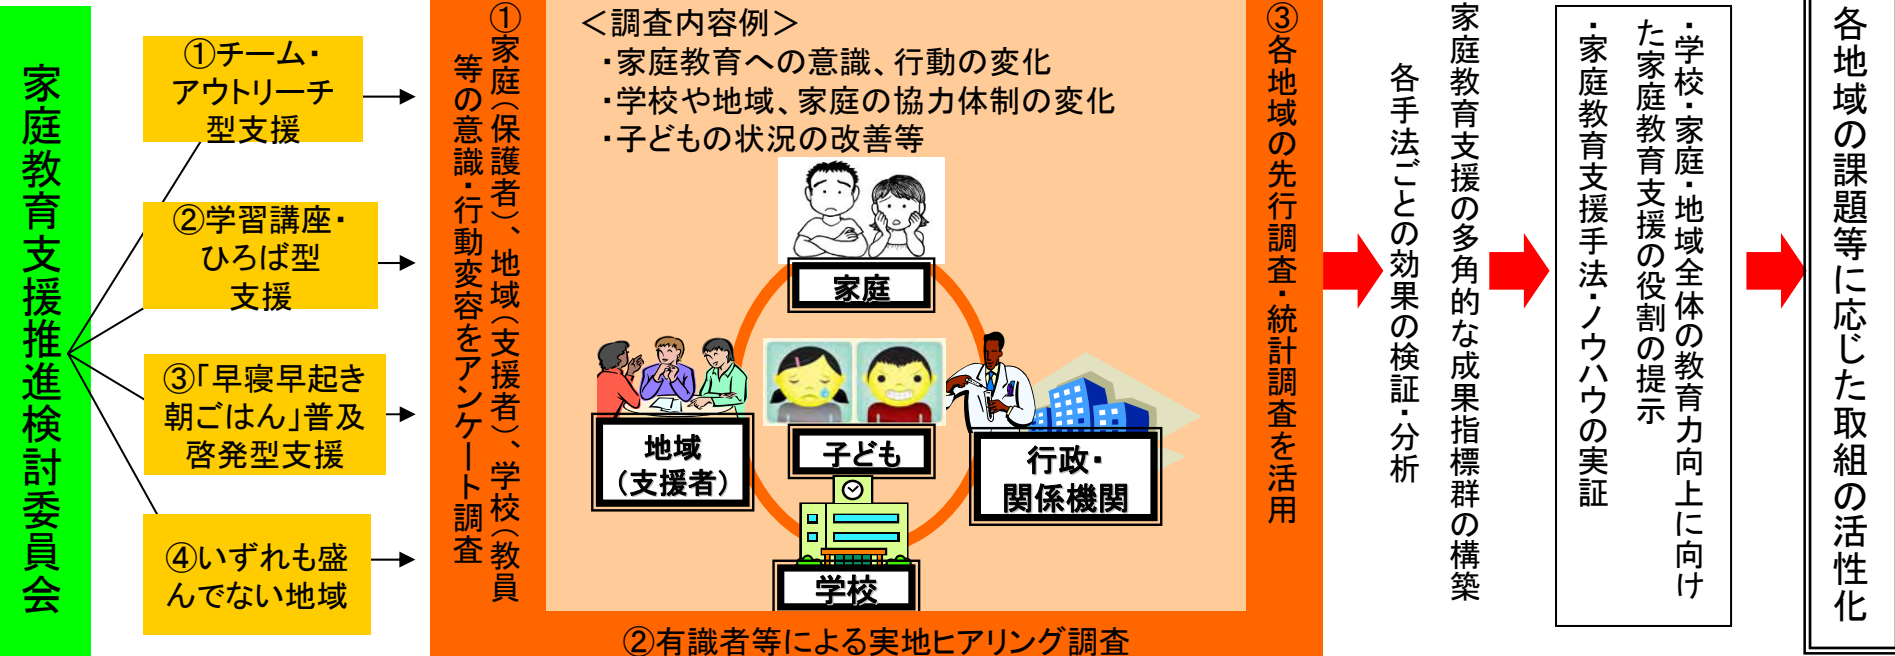 家庭教育支援推進検討委員会
①チーム・
アウトリーチ
型支援
②学習講座・
ひろば型
支援
③「早寝早起き
朝ごはん」普及
啓発型支援
④いずれも盛
んでない地域
①家庭（保護者）、地域（支援者）、学校（教員
等の意識・行動変容をアンケート調査
＜調査内容例＞
・家庭教育への意識、行動の変化
・学校や地域、家庭の協力体制の変化
・子どもの状況の改善等
家庭
地域
（支援者）
子ども
行政・
関係機関
学校
②有識者等による実地ヒアリング調査
③各地域の先行調査・統計調査を活用
家庭教育支援の多角的な成果指標群の構築
各手法ごとの効果の検証・分析
・学校・家庭・地域全体の教育力向上に向け
た家庭教育支援の役割の提示
・家庭教育支援手法・ノウハウの実証
各地域の課題等に応じた取組の活性化